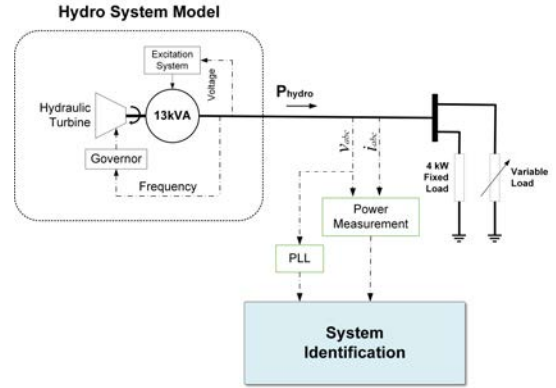 Hydro System Model
Excitation
System
Voltage
Hydraulic
Turbine
13kVA
Governor
Frequency
Phydro
vabc
iabc
4 kW
Fixed
Load
Variable
Load
Power
Measurement
PLL
System
Identification